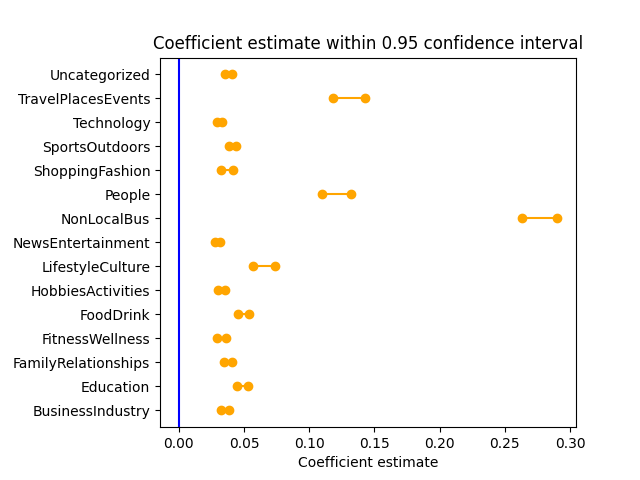 Coefficient estimate within 0.95 confidence interval
Uncategorized
TravelPlacesEvents
Technology
SportsOutdoors
ShoppingFashion
People
NonLocalBus
NewsEntertainment
LifestyleCulture
HobbiesActivities
FoodDrink
FitnessWellness
FamilyRelationships
Education
BusinessIndustry
0.00 0.05 0.10 0.15 0.20 0.25 0.30
Coefficient estimate